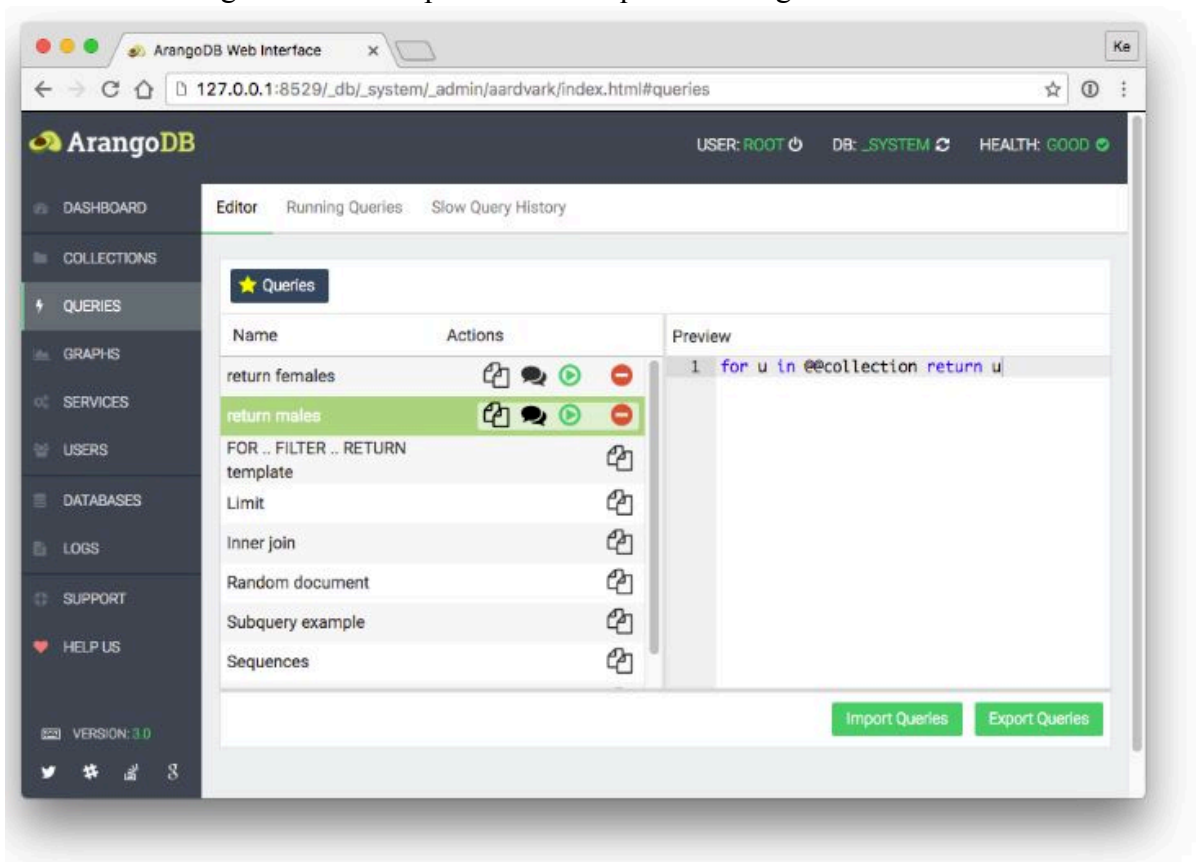 ArangoDB Web Interface
Ke
127.0.0.1:8529/_db/_system/_admin/aardvark/index.html#queries
ArangoDB
USER: ROOT DB: _SYSTEM HEALTH: GOOD
DASHBOARD
COLLECTIONS
QUERIES
GRAPHS
SERVICES
USERS
DATABASES
LOGS
SUPPORT
HELP US
VERSION: 3.0
Editor Running Queries Slow Query History
Queries
Name Actions
return females
return males
FOR .. FILTER .. RETURN
template
Limit
Inner join
Random document
Subquery example
Sequences
Preview
1 for u in @@collection return u
Import Queries Export Queries